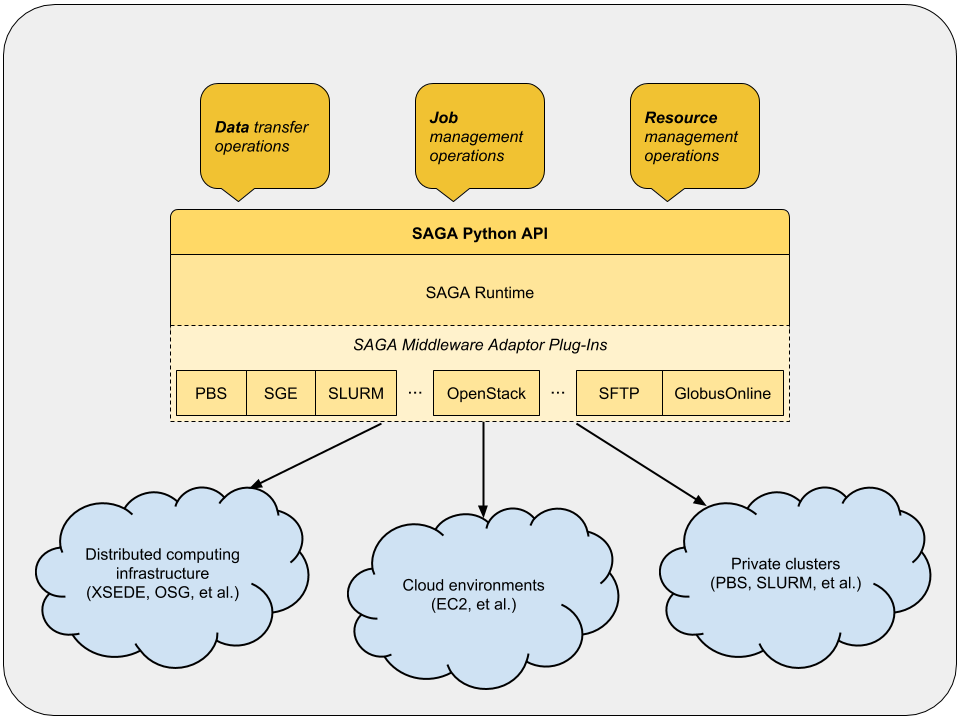 Data transfer
operations
Job
management
operations
Resource
management
operations
SAGA Python API
SAGA Runtime
SAGA Middleware Adaptor Plug-Ins
PBS SGE SLURM ... OpenStack ... SFTP GlobusOnline
Distributed computing
infrastructure
(XSEDE, OSG, et al.)
Cloud environments
(EC2, et al.)
Private clusters
(PBS, SLURM, et al.)